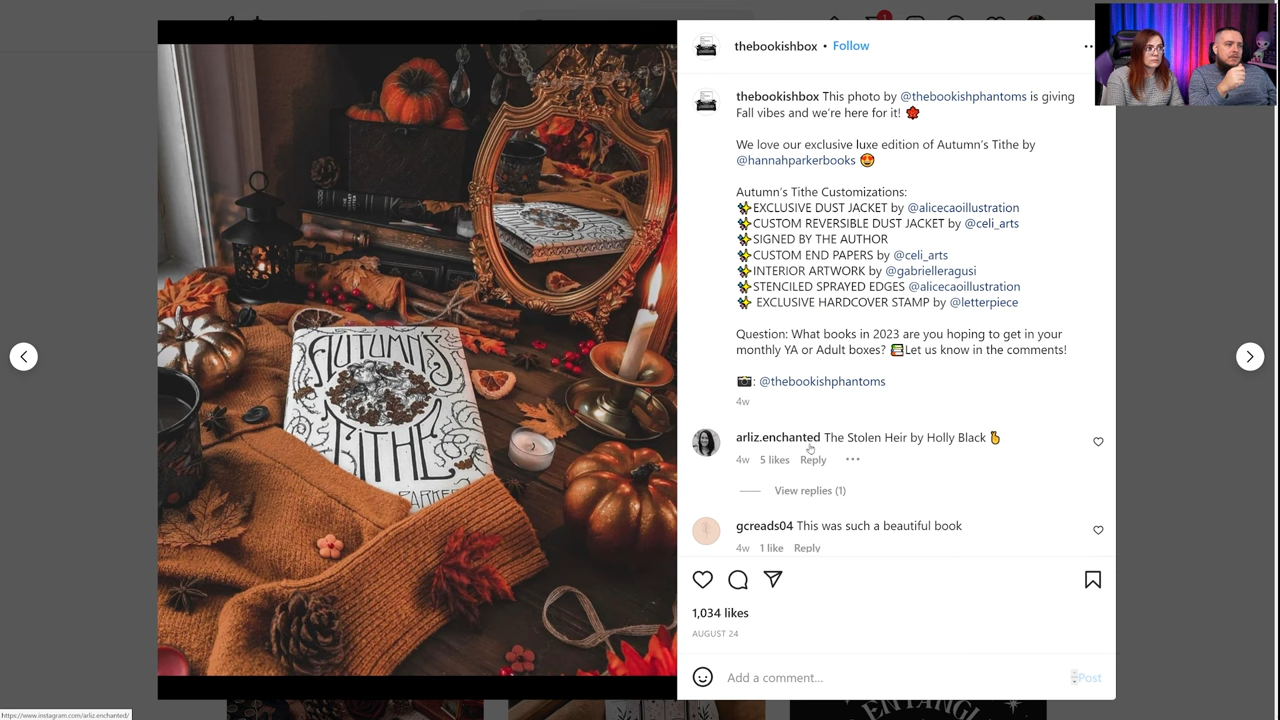 thebookishbox • Follow
thebookishbox This photo by @thebookishphantoms is giving
Fall vibes and we're here for it!
We love our exclusive luxe edition of Autumn's Tithe by
@hannahparkerbooks
Autumn's Tithe Customizations:
EXCLUSIVE DUST JACKET by @alicecaoillustration
CUSTOM REVERSIBLE DUST JACKET by @celi_arts
SIGNED BY THE AUTHOR
CUSTOM END PAPERS by @celi_arts
INTERIOR ARTWORK by @gabrielleragusi
STENCILED SPRAYED EDGES @alicecaoillustration
EXCLUSIVE HARDCOVER STAMP by @letterpiece
Question: What books in 2023 are you hoping to get in your
monthly YA or Adult boxes? Let us know in the comments!
: @thebookishphantoms
4w
arliz.enchanted The Stolen Heir by Holly Black
4w 5 likes Reply
View replies (1)
gcreads04 This was such a beautiful book
4w 1 like Reply
1,034 likes
AUGUST 24
Add a comment...
Post
AUTUMN'S
TITHE
PARKER
ENTANGL
https://www.instagram.com/arliz.enchanted/